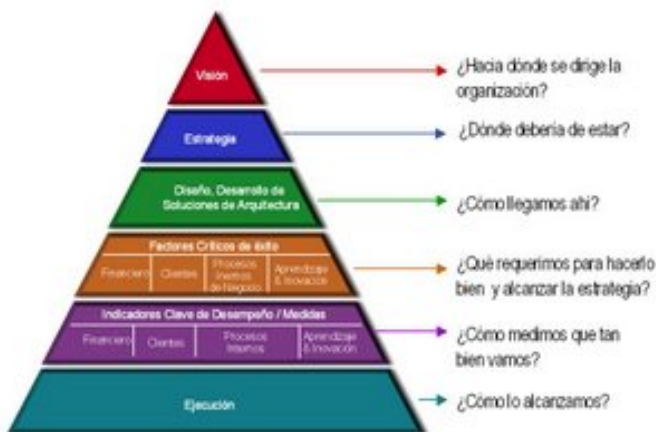 Visión
¿Hacia dónde se dirige la
organización?
Estrategia
¿Dónde debería de estar?
Diseño, Desarrollo de
Soluciones de Arquitectura
¿Cómo llegamos ahí?
Factores Críticos de éxito
Financiero Clientes Procesos Internos de Negocio Aprendizaje & Inovación
¿Qué requerimos para hacerlo
bien y alcanzar la estrategia?
Indicadores Clave de Desempeño / Medidas
Financiero Clientes Procesos Internos Aprendizaje & Inovación
¿Cómo medimos que tan
bien vamos?
Ejecución
¿Cómo lo alcanzamos?